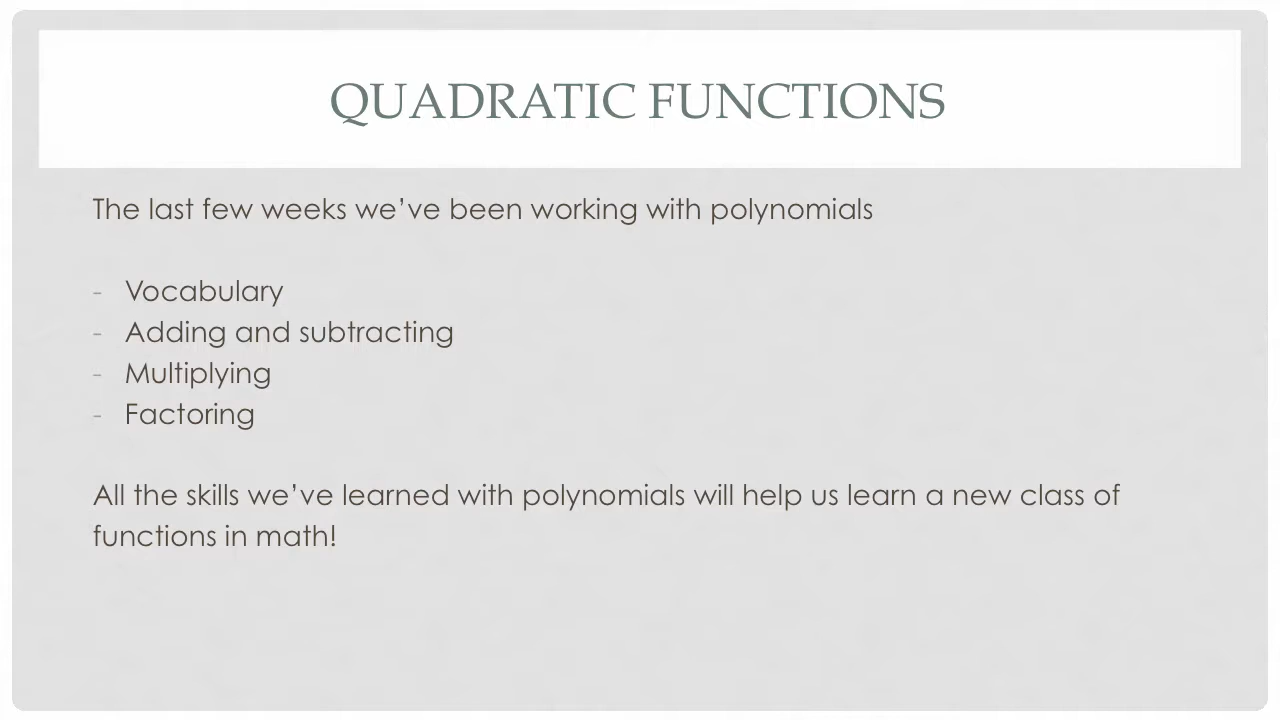 QUADRATIC FUNCTIONS
The last few weeks we’ve been working with polynomials
- Vocabulary
- Adding and subtracting
- Multiplying
- Factoring
All the skills we’ve learned with polynomials will help us learn a new class of
functions in math!